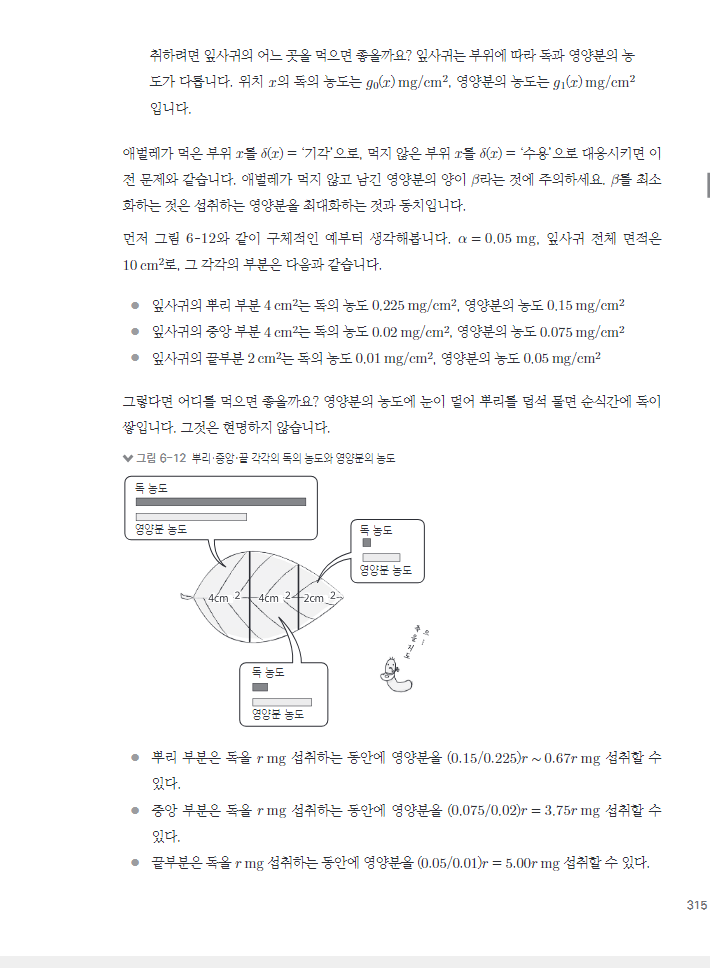 취하려면 잎사귀의 어느 곳을 먹으면 좋을까요? 잎사귀는 부위에 따라 독과 영양분의 농
도가 다릅니다. 위치 x의 독의 농도는 g₀(x) mg/cm², 영양분의 농도는 g₁(x) mg/cm²
입니다.
애벌레가 먹은 부위 x를 δ(x) = ‘기각’으로, 먹지 않은 부위 x를 δ(x) = ‘수용’으로 대응시키면 이
전 문제와 같습니다. 애벌레가 먹지 않고 남긴 영양분의 양이 β라는 것에 주의하세요. β를 최소
화하는 것은 섭취하는 영양분을 최대화하는 것과 동치입니다.
먼저 그림 6-12와 같이 구체적인 예부터 생각해봅니다. α = 0.05 mg, 잎사귀 전체 면적은
10 cm²로, 그 각각의 부분은 다음과 같습니다.
● 잎사귀의 뿌리 부분 4 cm²는 독의 농도 0.225 mg/cm², 영양분의 농도 0.15 mg/cm²
● 잎사귀의 중앙 부분 4 cm²는 독의 농도 0.02 mg/cm², 영양분의 농도 0.075 mg/cm²
● 잎사귀의 끝부분 2 cm²는 독의 농도 0.01 mg/cm², 영양분의 농도 0.05 mg/cm²
그렇다면 어디를 먹으면 좋을까요? 영양분의 농도에 눈이 멀어 뿌리를 덥석 물면 순식간에 독이
쌓입니다. 그것은 현명하지 않습니다.
그림 6-12 뿌리·중앙·끝 각각의 독의 농도와 영양분의 농도
독 농도
영양분 농도
독 농도
영양분 농도
4cm 2 4cm 2 2cm 2
으…
죽을지도
독 농도
영양분 농도
● 뿌리 부분은 독을 r mg 섭취하는 동안에 영양분을 (0.15/0.225)r ~ 0.67r mg 섭취할 수
있다.
● 중앙 부분은 독을 r mg 섭취하는 동안에 영양분을 (0.075/0.02)r = 3.75r mg 섭취할 수
있다.
● 끝부분은 독을 r mg 섭취하는 동안에 영양분을 (0.05/0.01)r = 5.00r mg 섭취할 수 있다.
315